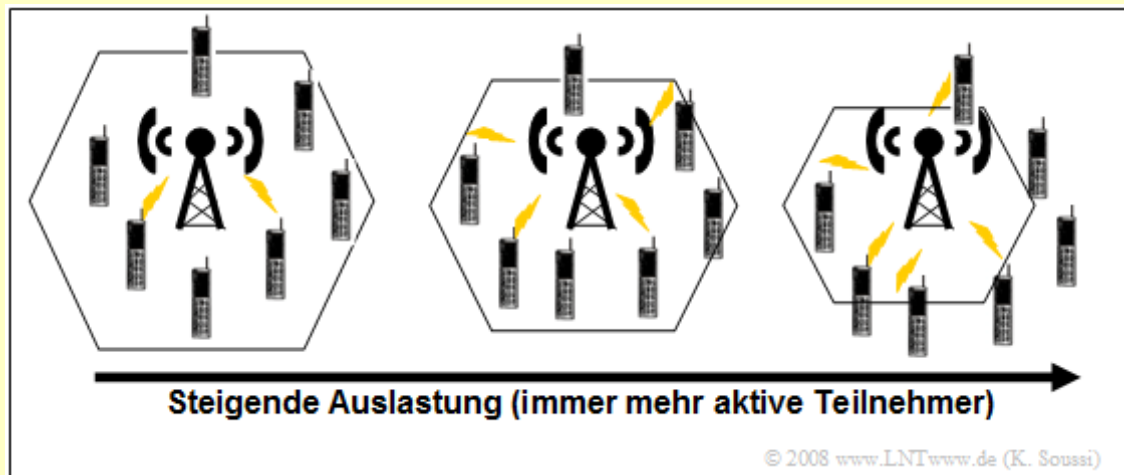 Steigende Auslastung (immer mehr aktive Teilnehmer)
© 2008 www.LNTwww.de (K. Soussi)